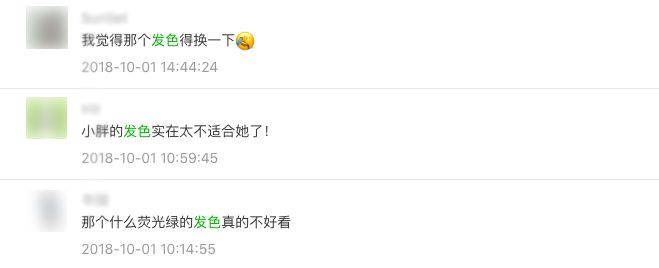 我觉得那个发色得换一下
2018-10-01 14:44:24
小胖的发色实在太不适合她了!
2018-10-01 10:59:45
那个什么荧光绿的发色真的不好看
2018-10-01 10:14:55